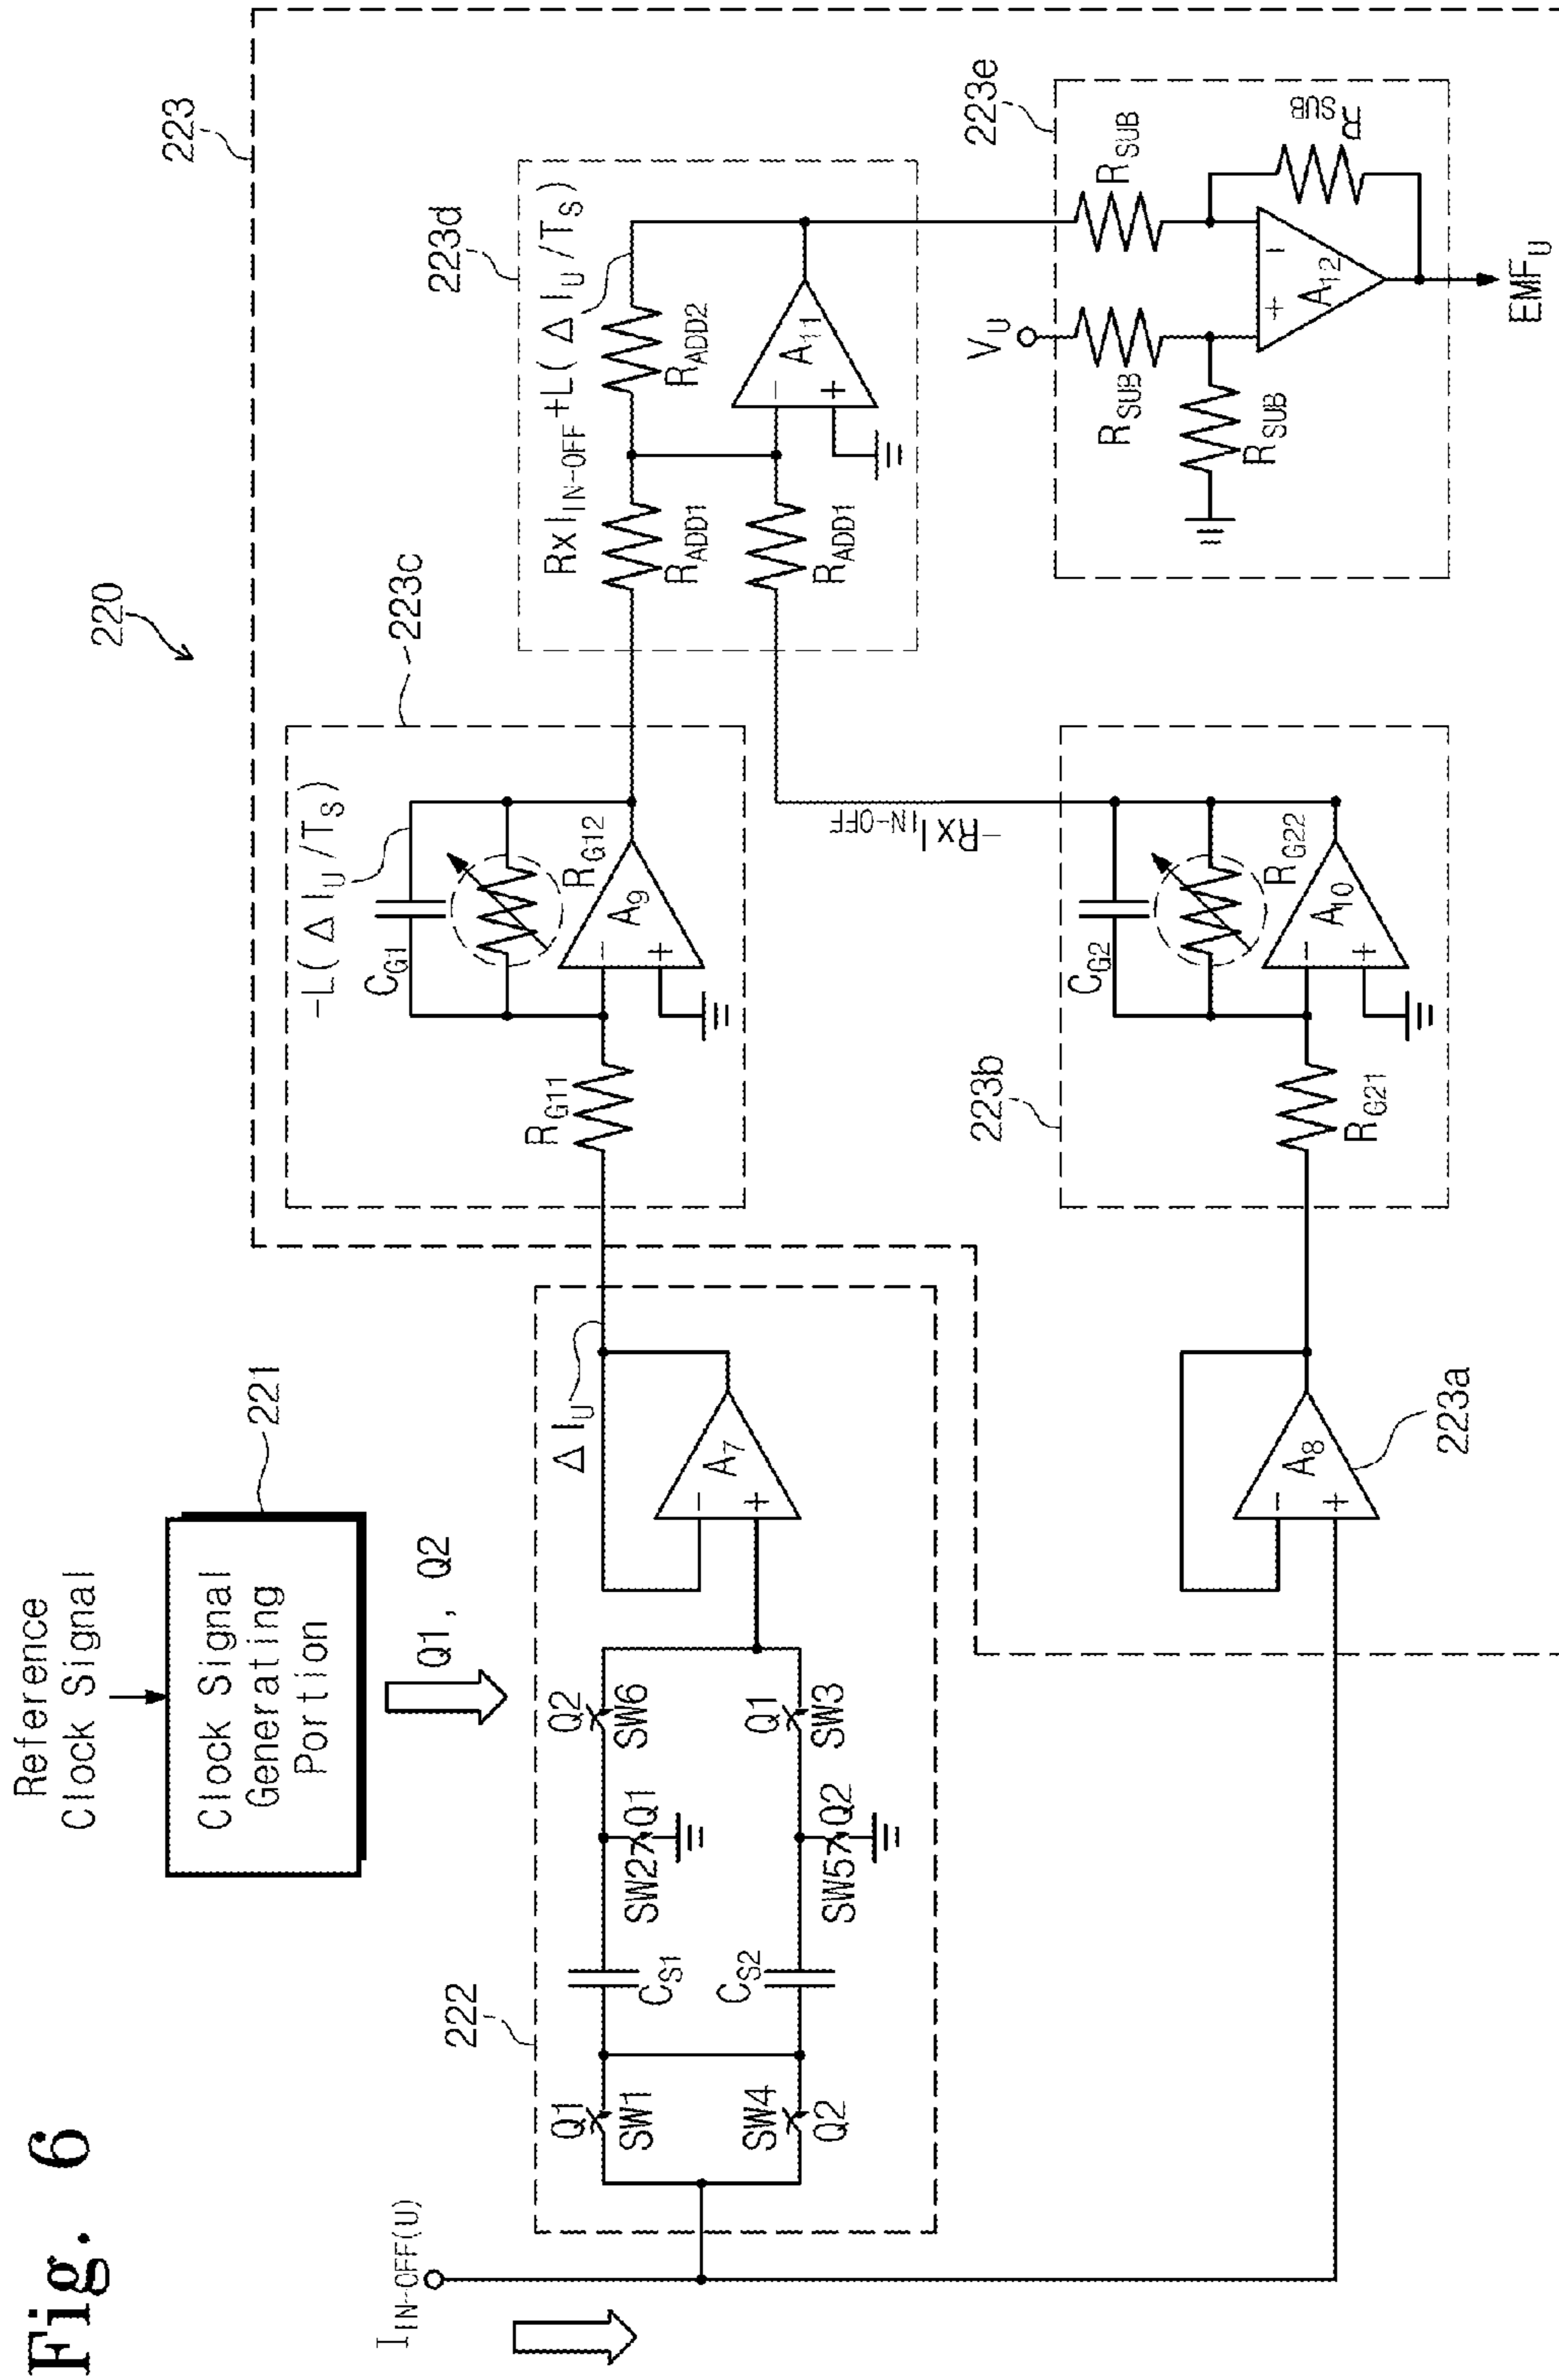 Fig. 6
220
Reference
Clock Signal
221
Clock Signal
Generating
Portion
Q1, Q2
223
I_IN-OFF(U)
222
Q1
SW1
SW4
Q2
C_S1
C_S2
SW2
Q1
SW5
Q2
Q2
SW6
Q1
SW3
A_7
ΔI_U
223c
-L(ΔI_U/T_S)
C_G1
R_G12
R_G11
A_9
223d
RxI_IN-OFF+L(ΔI_U/T_S)
R_ADD1
R_ADD2
R_ADD1
A_11
-RxI_IN-OFF
223a
A_8
223b
C_G2
R_G22
R_G21
A_10
223e
V_U
R_SUB
R_SUB
R_SUB
R_SUB
A_12
EMF_U